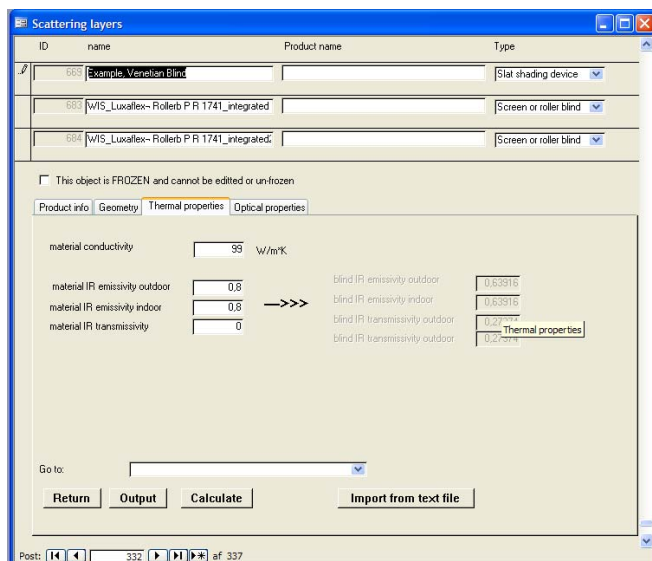 Scattering layers
ID name Product name Type
669 Example, Venetian Blind Slat shading device
683 WIS_Luxaflex¬ Rollerb P R 1741_integrated Screen or roller blind
684 WIS_Luxaflex¬ Rollerb P R 1741_integrated; Screen or roller blind
This object is FROZEN and cannot be editted or un-frozen
Product info Geometry Thermal properties Optical properties
material conductivity 99 W/m*K
material IR emissivity outdoor 0,8
material IR emissivity indoor 0,8
material IR transmissivity 0
—>>>
blind IR emissivity outdoor 0,63916
blind IR emissivity indoor 0,63916
blind IR transmissivity outdoor
Thermal properties
blind IR transmissivity outdoor
Go to:
Return Output Calculate Import from text file
Post: 332 af 337